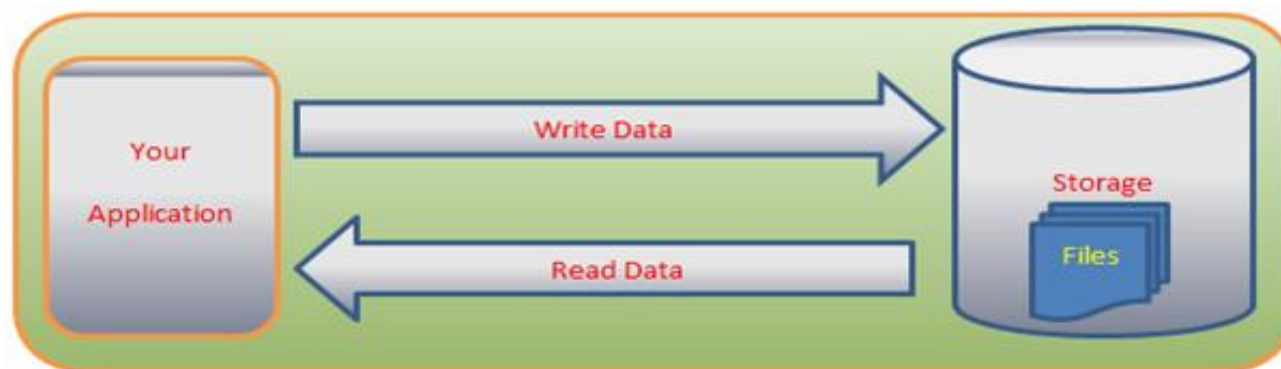 Your
Application
Write Data
Read Data
Storage
Files